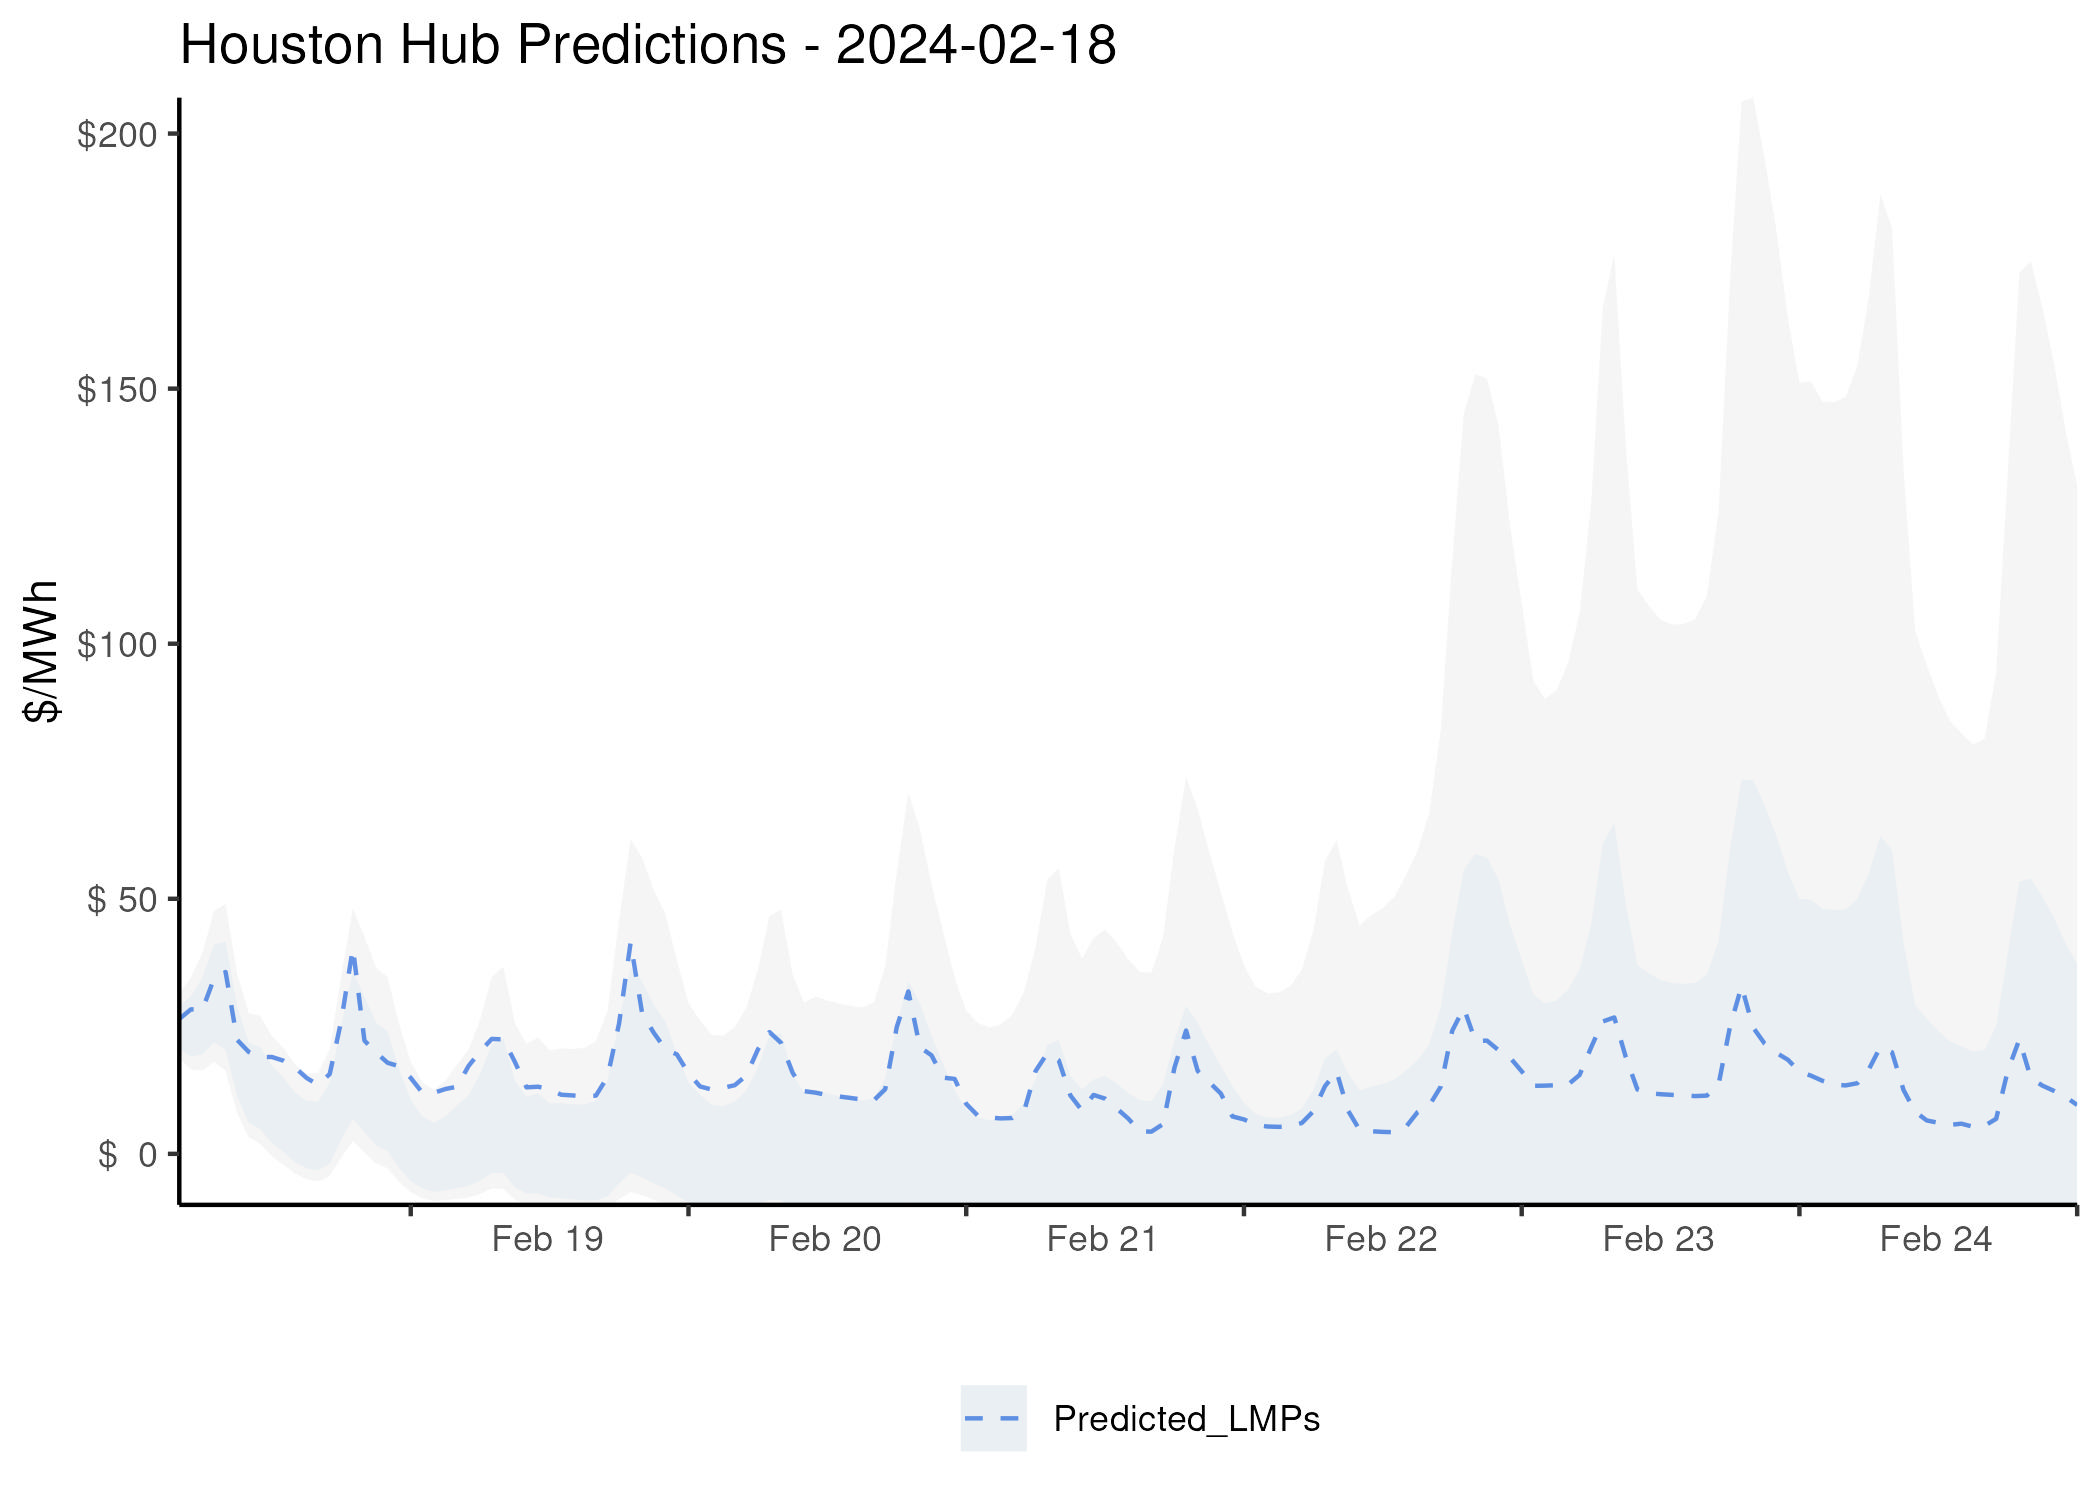 Houston Hub Predictions - 2024-02-18
$/MWh
$200
$150
$100
$ 50
$  0
Feb 19 Feb 20 Feb 21 Feb 22 Feb 23 Feb 24
Predicted_LMPs